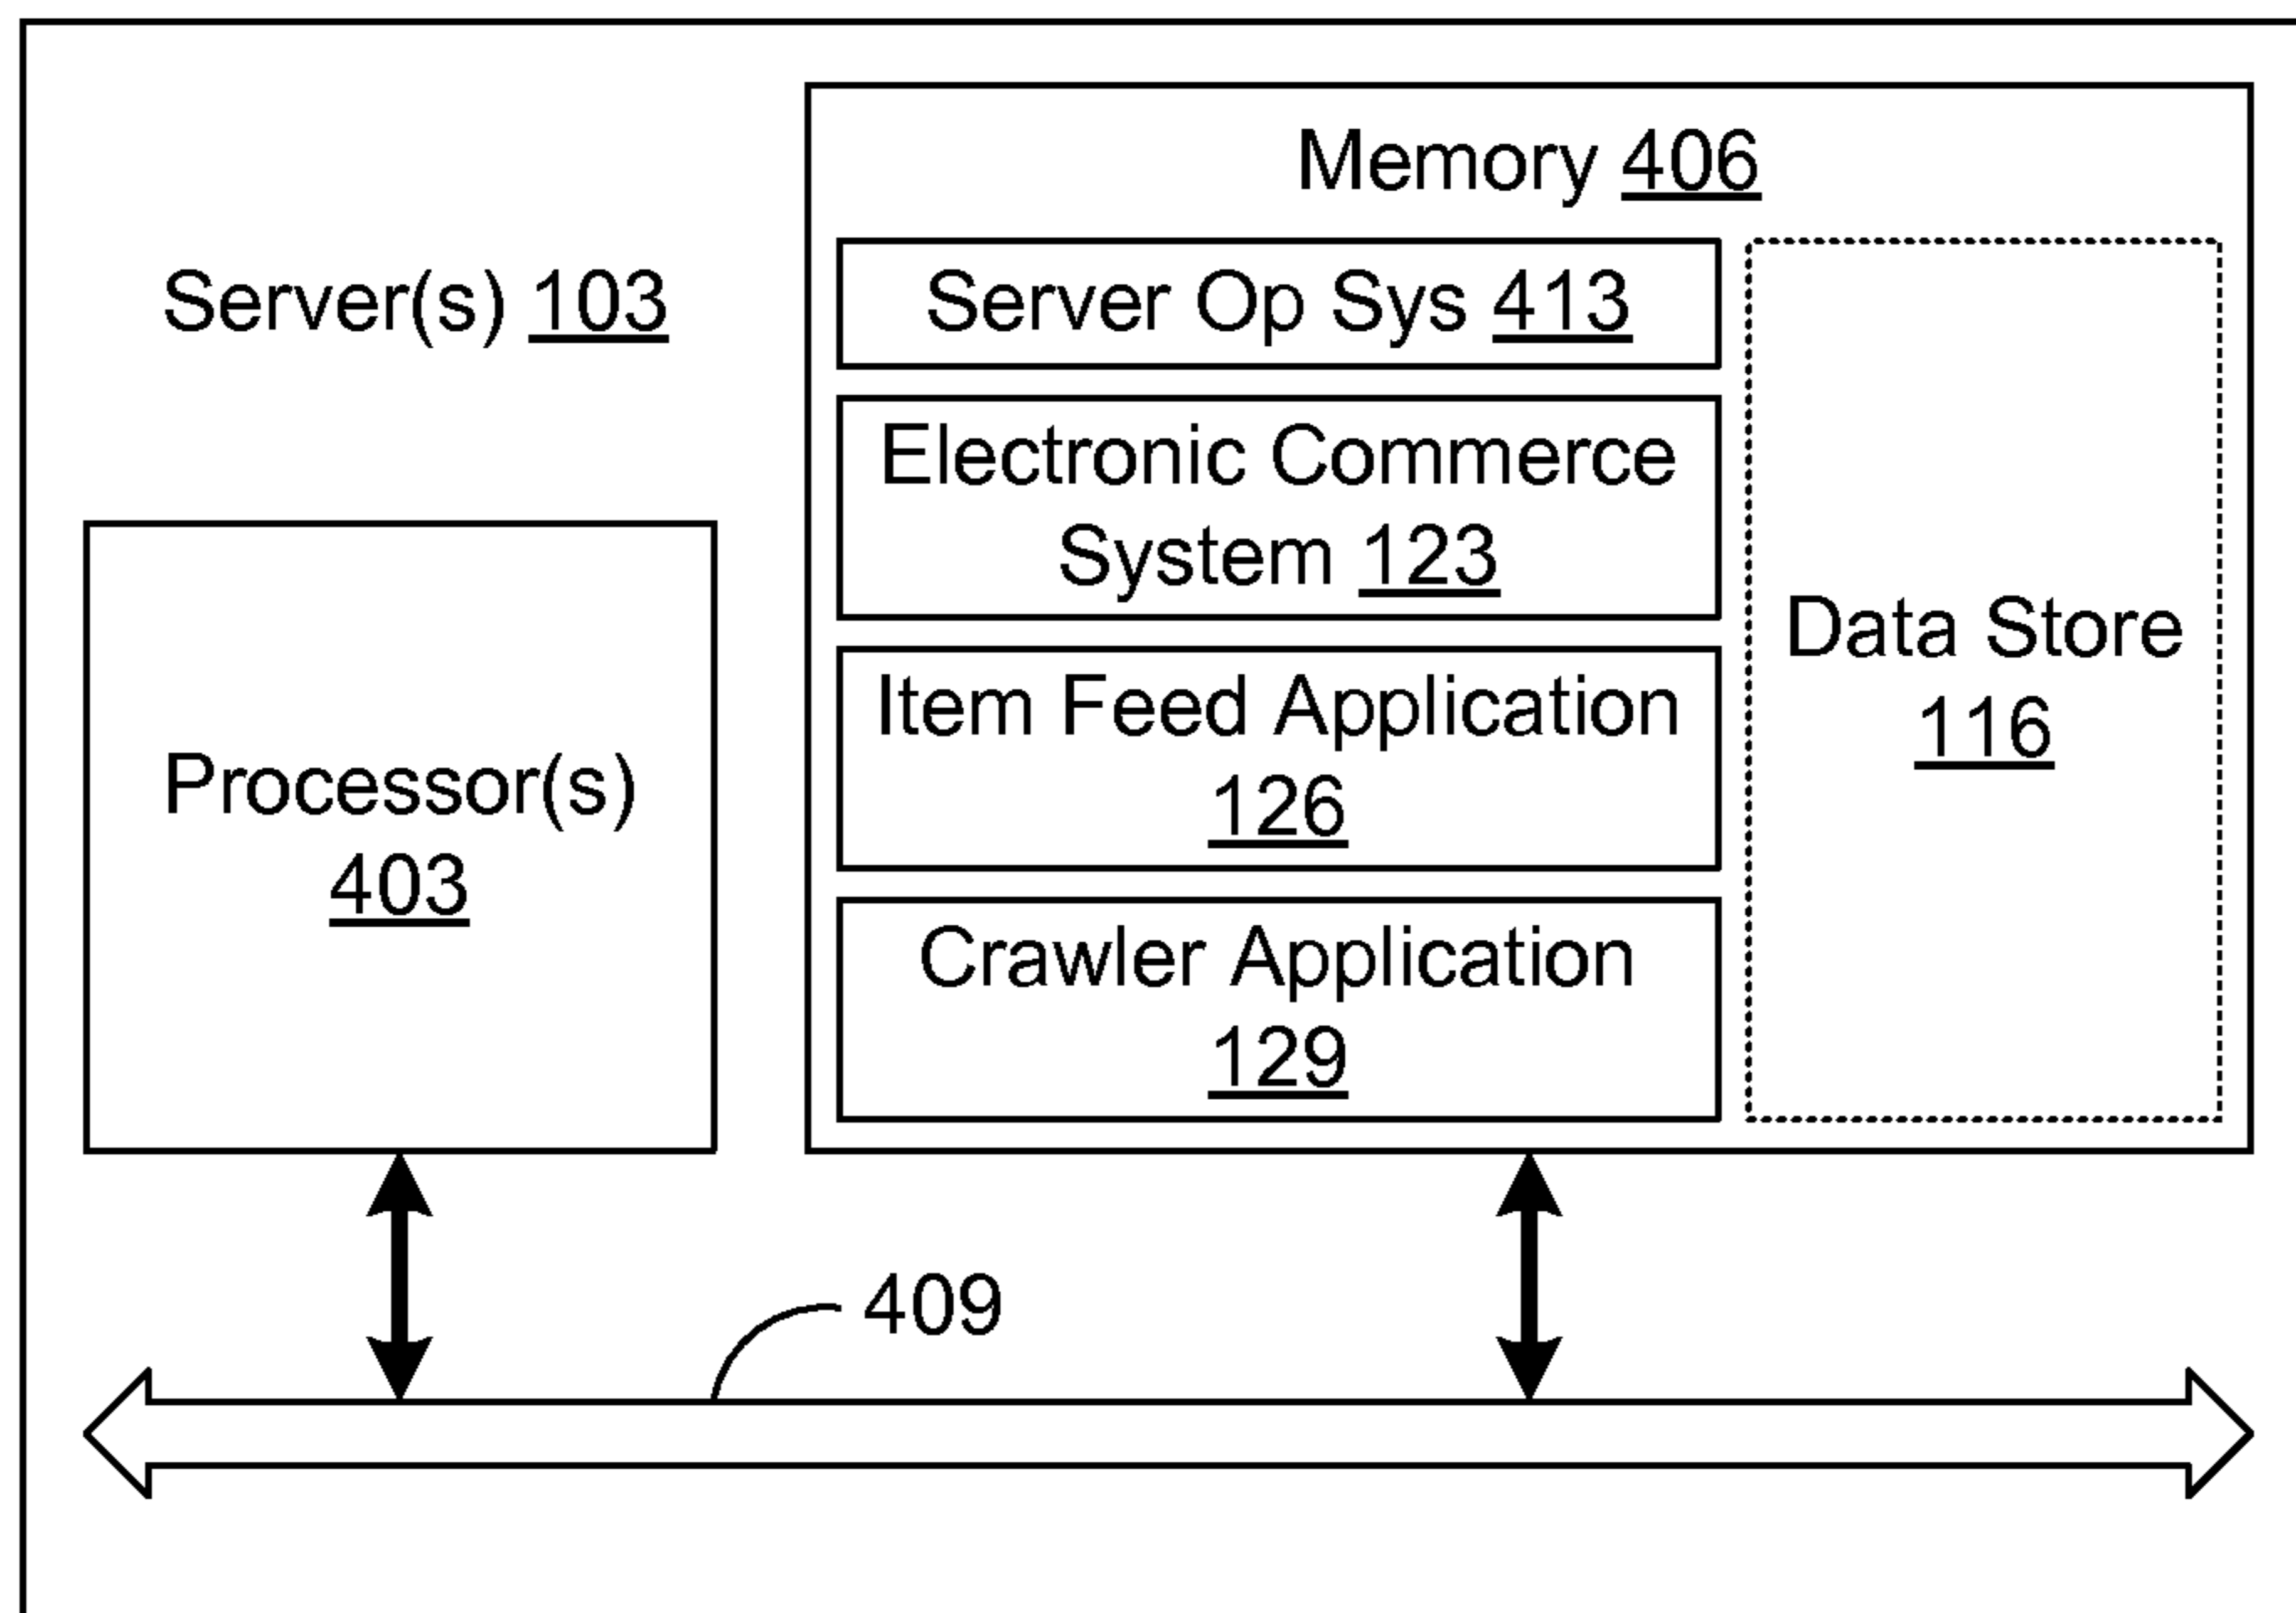 Memory 406
Server(s) 103
Server Op Sys 413
Electronic Commerce
System 123
Item Feed Application
126
Crawler Application
129
Data Store
116
Processor(s)
403
409